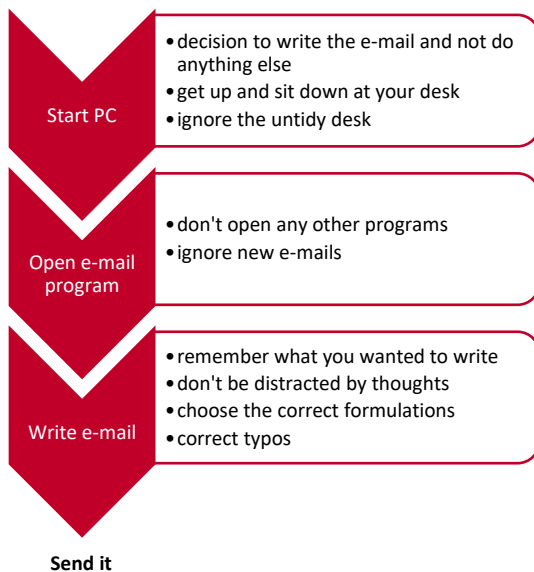 Start PC
•decision to write the e-mail and not do
anything else
•get up and sit down at your desk
•ignore the untidy desk
Open e-mail
program
•don't open any other programs
•ignore new e-mails
Write e-mail
•remember what you wanted to write
•don't be distracted by thoughts
•choose the correct formulations
•correct typos
Send it